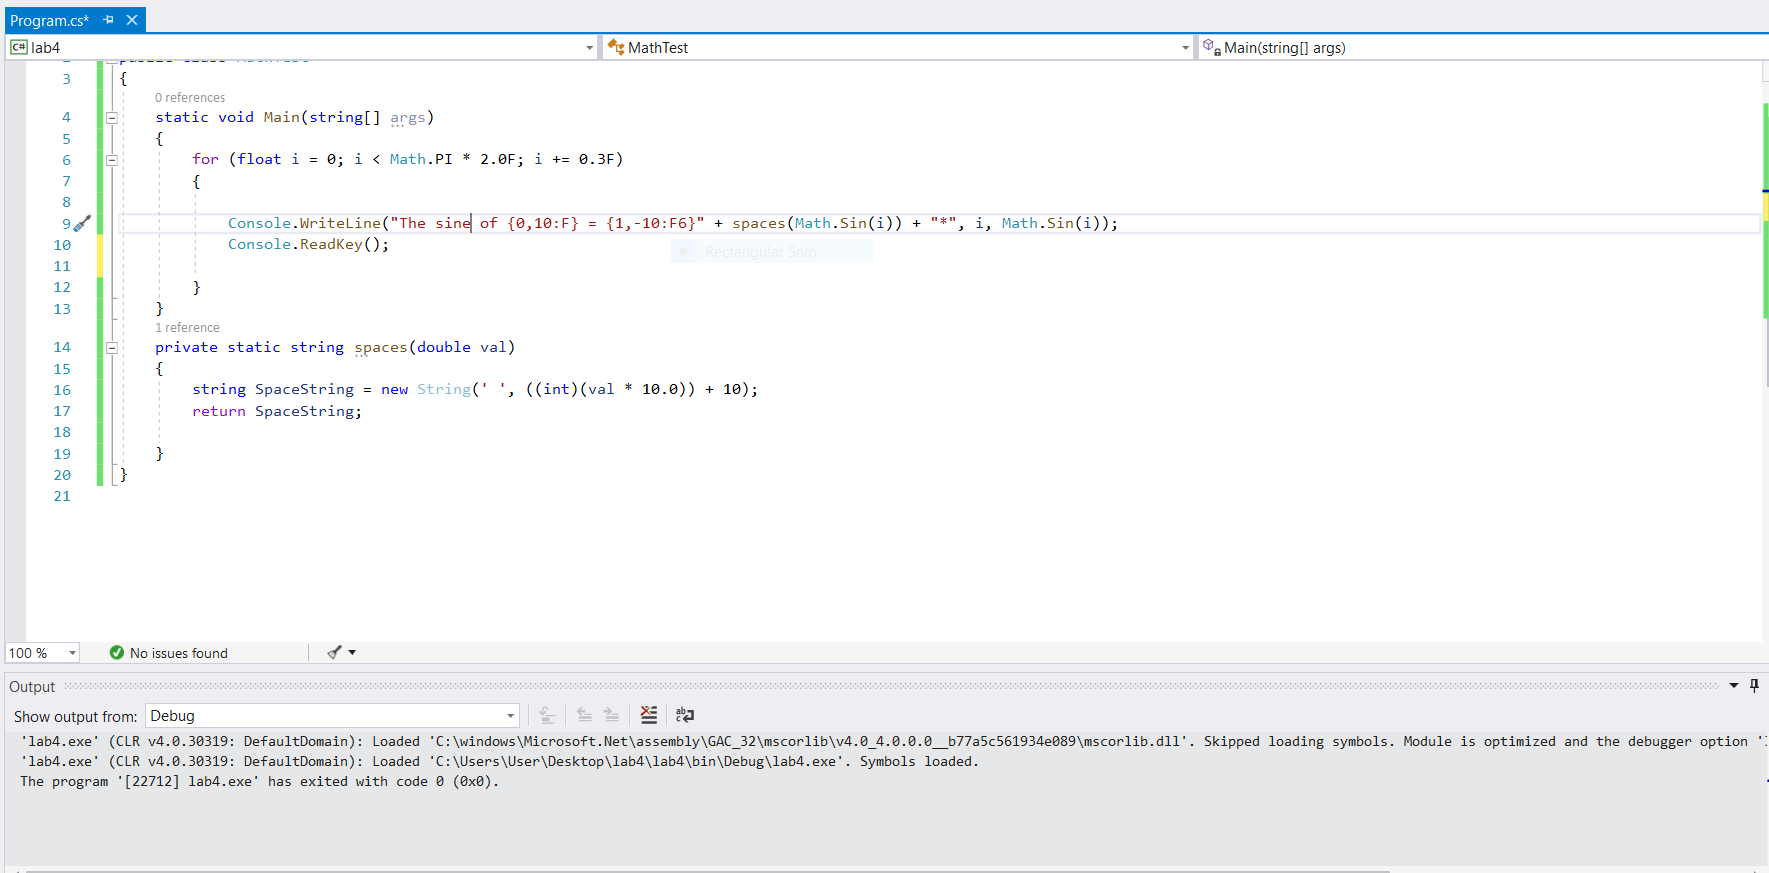 Program.cs*
C# lab4 MathTest Main(string[] args)
public class MathTest
3 {
0 references
4 static void Main(string[] args)
5 {
6 for (float i = 0; i < Math.PI * 2.0F; i += 0.3F)
7 {
8
9 Console.WriteLine("The sine of {0,10:F} = {1,-10:F6}" + spaces(Math.Sin(i)) + "*", i, Math.Sin(i));
10 Console.ReadKey();
Rectangular Snip
11
12 }
13 }
1 reference
14 private static string spaces(double val)
15 {
16 string SpaceString = new String(' ', ((int)(val * 10.0)) + 10);
17 return SpaceString;
18
19 }
20 }
21
100 % No issues found
Output
Show output from: Debug
'lab4.exe' (CLR v4.0.30319: DefaultDomain): Loaded 'C:\windows\Microsoft.Net\assembly\GAC_32\mscorlib\v4.0_4.0.0.0__b77a5c561934e089\mscorlib.dll'. Skipped loading symbols. Module is optimized and the debugger option '
'lab4.exe' (CLR v4.0.30319: DefaultDomain): Loaded 'C:\Users\User\Desktop\lab4\lab4\bin\Debug\lab4.exe'. Symbols loaded.
The program '[22712] lab4.exe' has exited with code 0 (0x0).